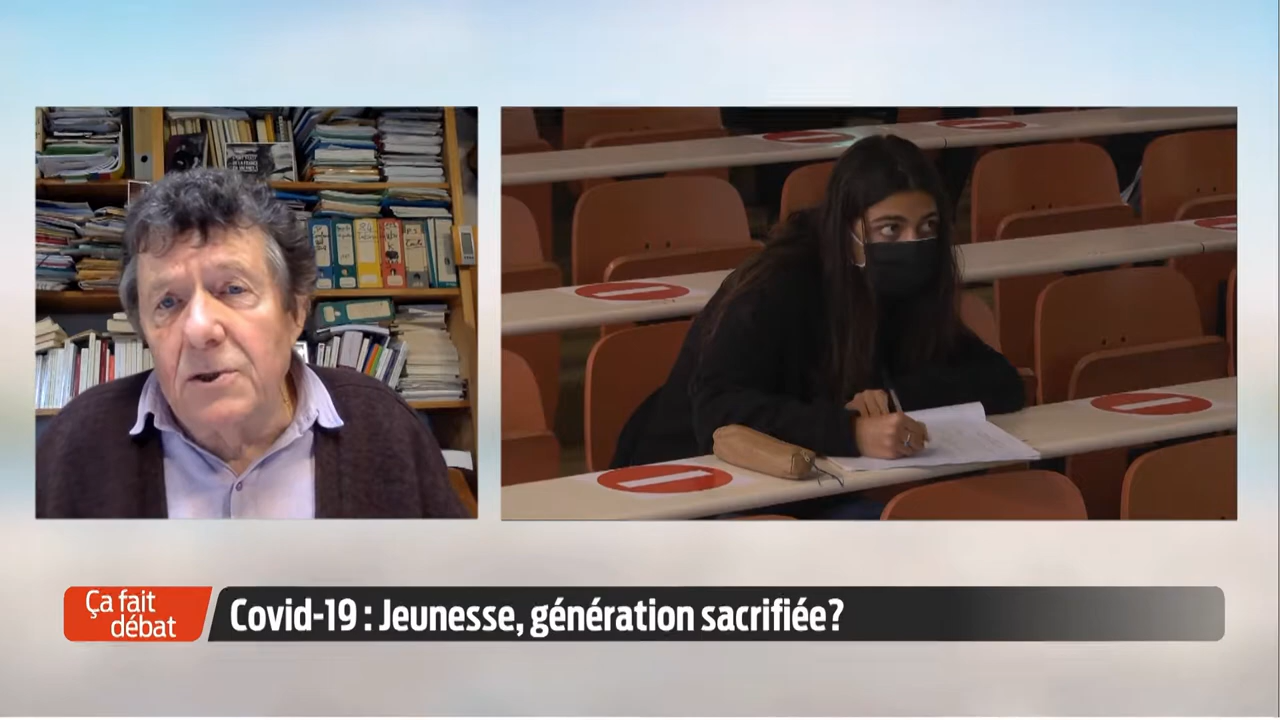 Ça fait
débat
Covid-19 : Jeunesse, génération sacrifiée ?